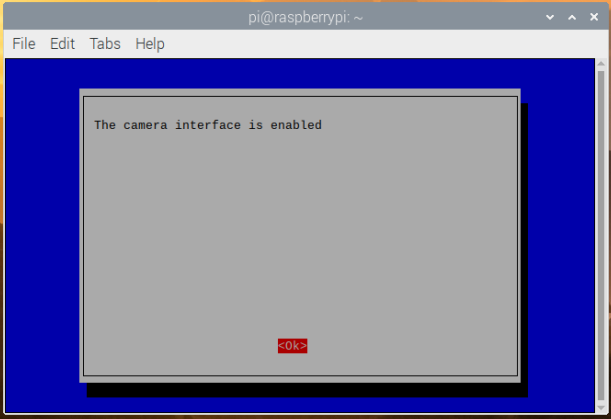 pi@raspberrypi: ~
File Edit Tabs Help
The camera interface is enabled
<Ok>